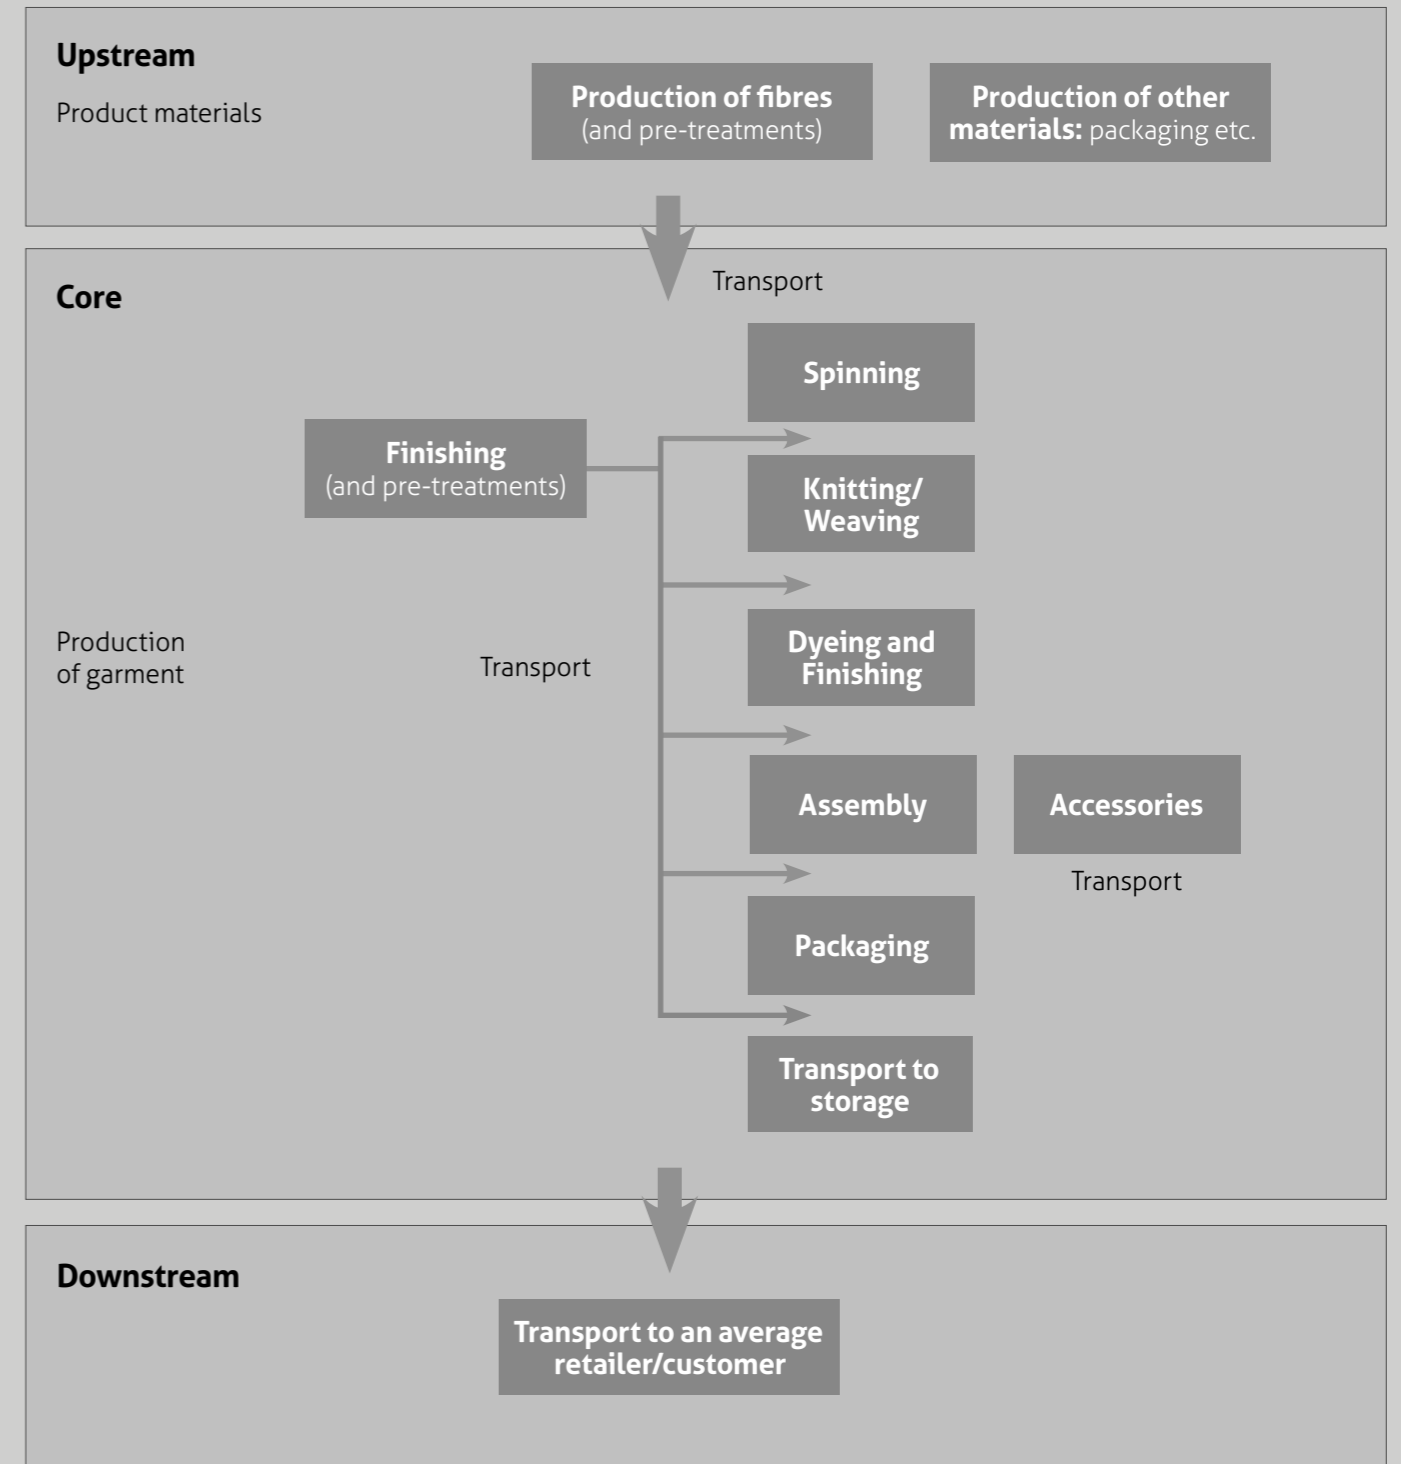 Upstream
Product materials
Production of fibres
(and pre-treatments)
Production of other
materials: packaging etc.
Core
Transport
Spinning
Finishing
(and pre-treatments)
Knitting/
Weaving
Production
of garment
Transport
Dyeing and
Finishing
Assembly
Accessories
Transport
Packaging
Transport to
storage
Downstream
Transport to an average
retailer/customer